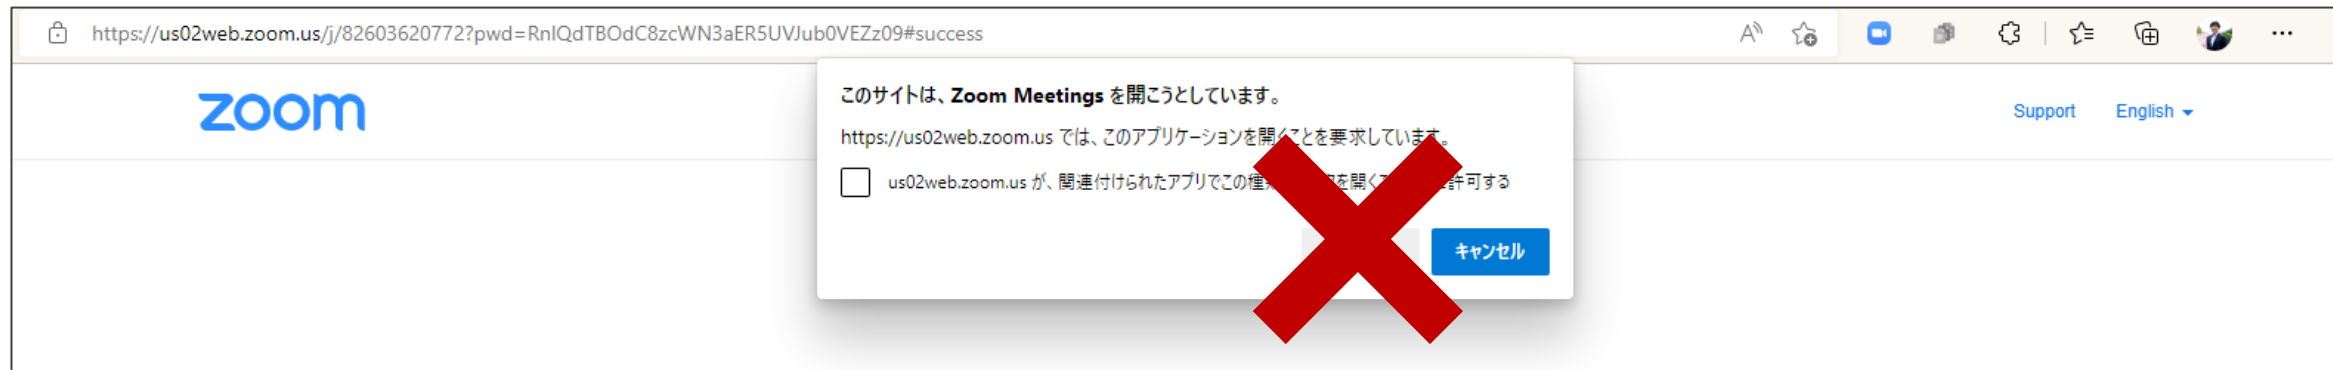 https://us02web.zoom.us/j/82603620772?pwd=RnlQdTBOdC8zcWN3aER5UVJub0VEZz09#success
zoom
Support English
このサイトは、Zoom Meetings を開こうとしています。
https://us02web.zoom.us では、このアプリケーションを開くことを要求しています。
us02web.zoom.us が、関連付けられたアプリでこの種 を開く 許可する
キャンセル